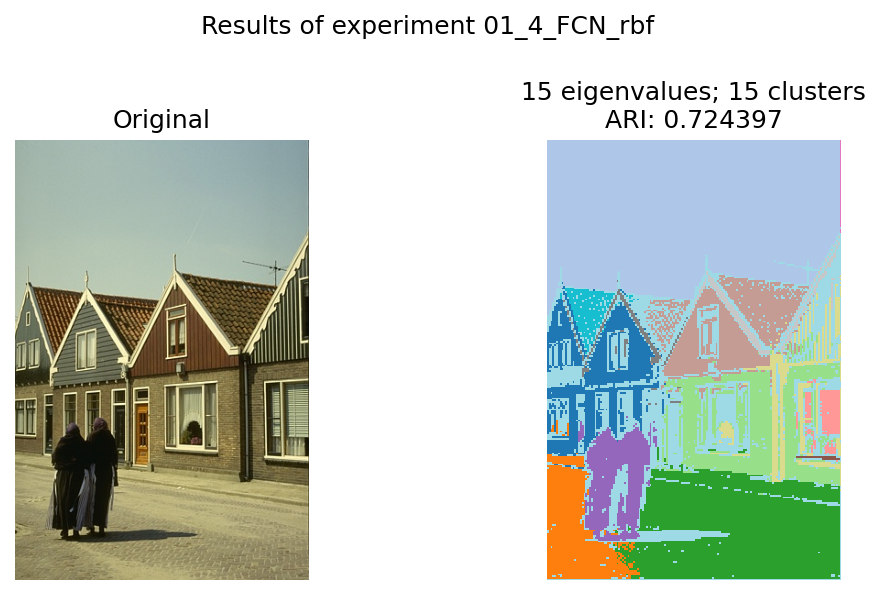 Results of experiment 01_4_FCN_rbf
Original
15 eigenvalues; 15 clusters
ARI: 0.724397